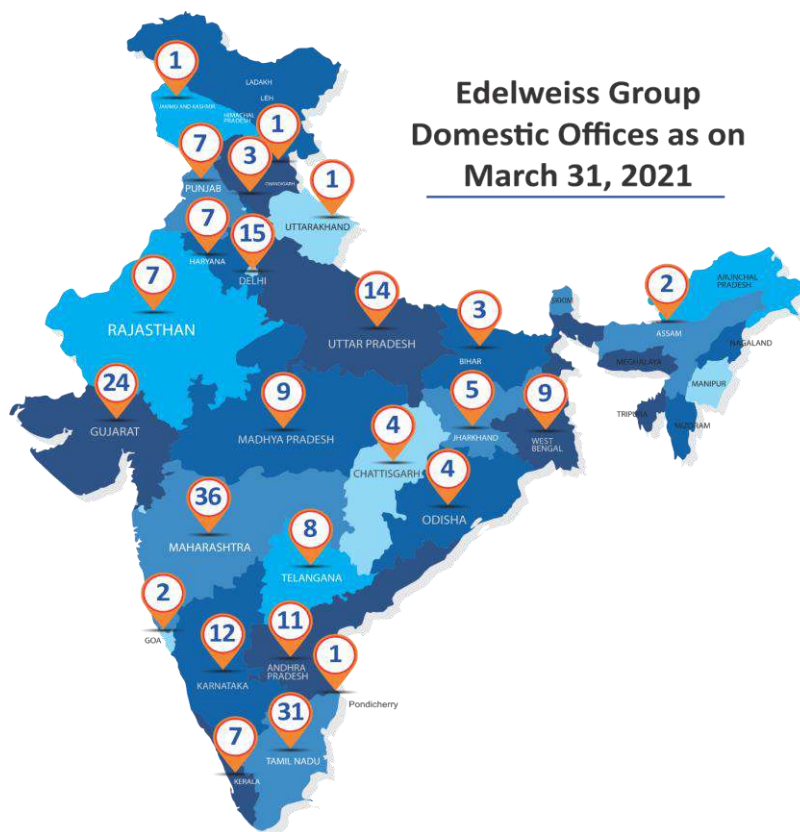 Edelweiss Group
Domestic Offices as on
March 31, 2021
1
LADAKH
LEH
JAMMU AND KASHMIR
HIMACHAL
PRADESH
1
7
3
CHANDIGARH
1
PUNJAB
UTTARAKHAND
7
15
HARYANA
DELHI
7
RAJASTHAN
14
UTTAR PRADESH
3
BIHAR
2
ARUNCHAL
PRADESH
SKKIM
ASSAM
NAGALAND
MEGHALAYA
MANIPUR
TRIPURA
MIZORAM
24
GUJARAT
9
MADHYA PRADESH
5
JHARKHAND
9
WEST
BENGAL
4
CHATTISGARH
4
ODISHA
36
MAHARASHTRA
8
TELANGANA
2
GOA
12
KARNATAKA
11
ANDHRA
PRADESH
1
Pondicherry
31
TAMIL NADU
7
KERALA